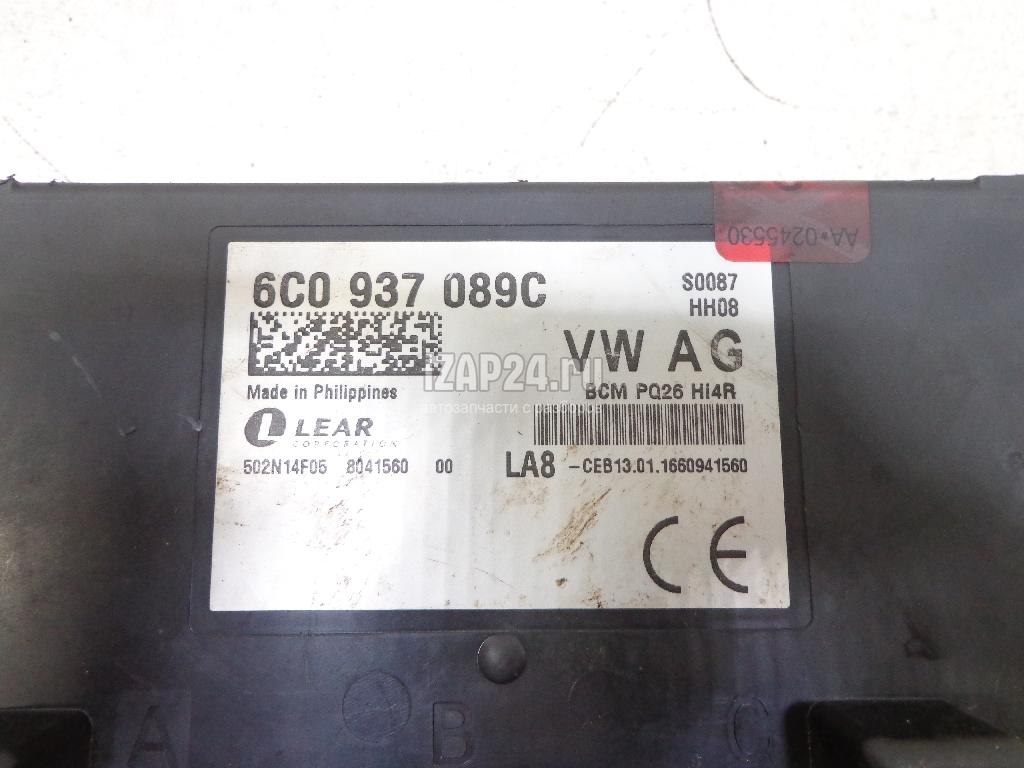 AA•0245530
6C0 937 089C
S0087
HH08
VW AG
Made in Philippines
BCM PQ26 Hi4R
IZAP24.ru
автозапчасти с разборов
LEAR
CORPORATION
502N14F05 8041560 00
LA8 -CEB13.01.1660941560
CE
A B C